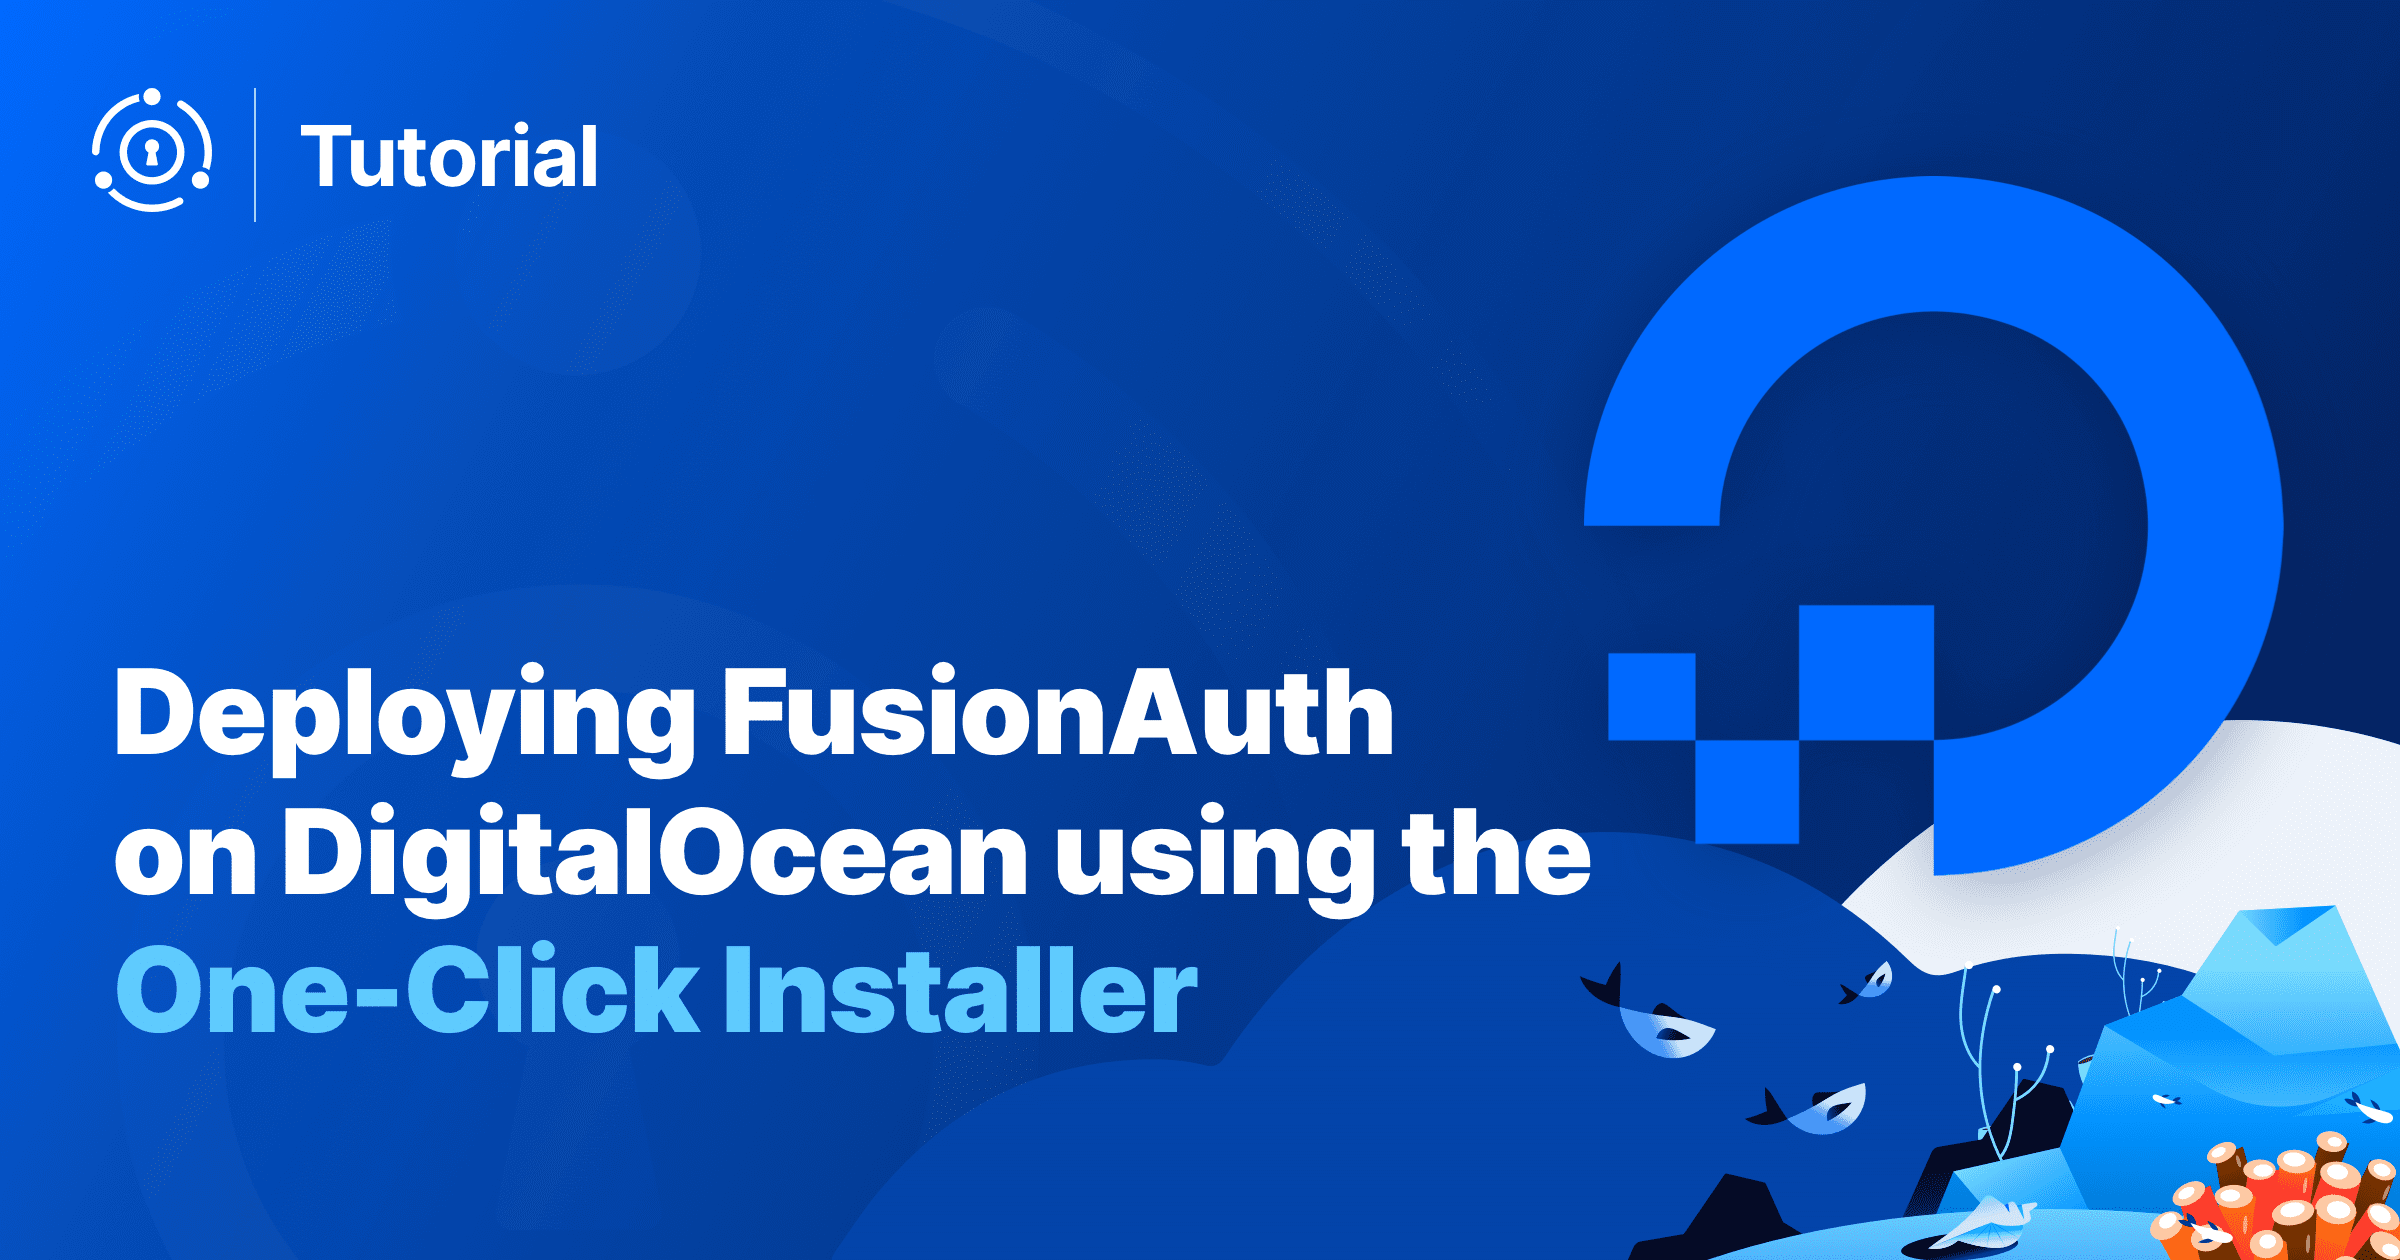 Tutorial
Deploying FusionAuth
on DigitalOcean using the
One-Click Installer